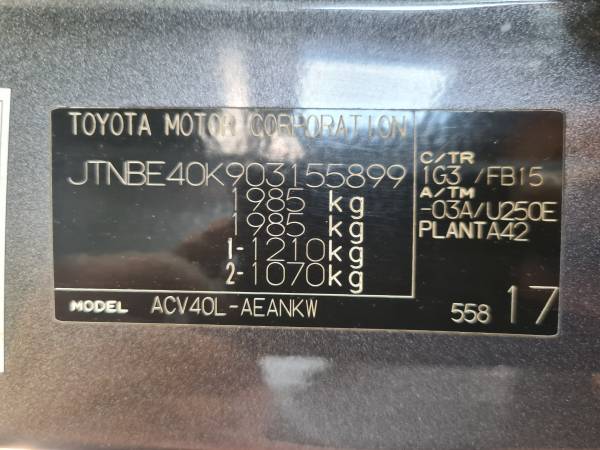 TOYOTA MOTOR CORPORATION
JTNBE40K903155899
1985 kg
1985 kg
1-1210kg
2-1070kg
C/TR
1G3 /FB15
A/TM
-03A/U250E
PLANTA42
MODEL ACV40L-AEANKW
558 17